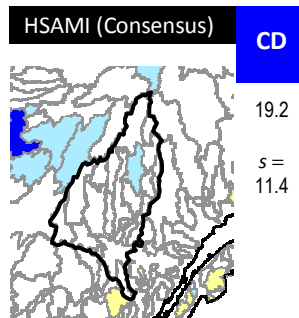 HSAMI (Consensus)
CD
19.2
s =
11.4